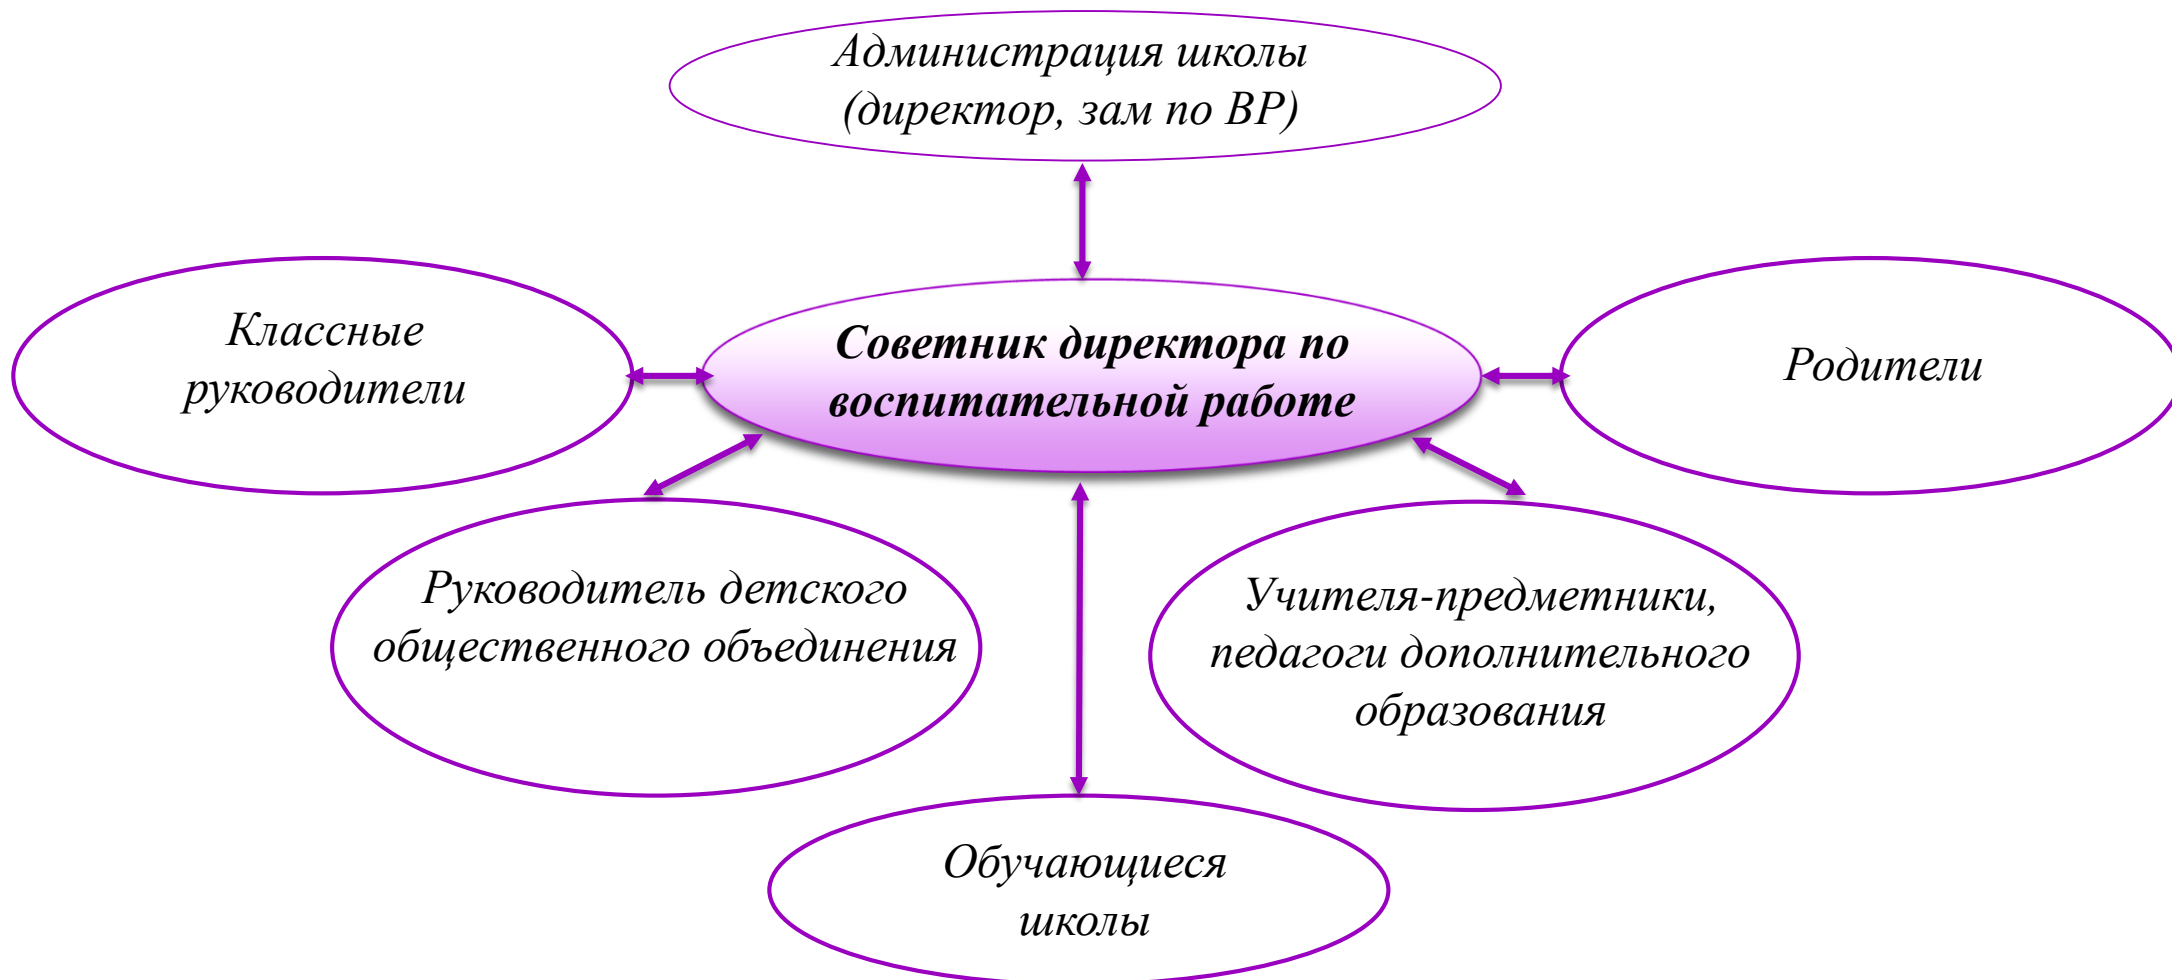 Администрация школы
(директор, зам по ВР)
Классные
руководители
Советник директора по
воспитательной работе
Родители
Руководитель детского
общественного объединения
Учителя-предметники,
педагоги дополнительного
образования
Обучающиеся
школы